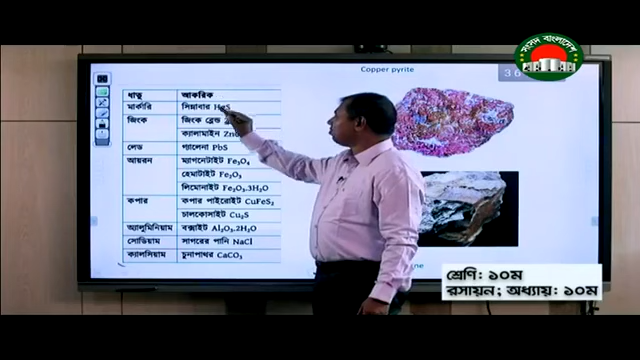 সংসদ বাংলাদেশ
Copper pyrite
ধাতু আকরিক
মার্কারি সিন্নাবার HgS
জিংক জিংক ব্লেন্ড
ক্যালামাইন
লেড গ্যালেনা PbS
আয়রন ম্যাগনেটাইট Fe₃O₄
হেমাটাইট Fe₂O₃
লিমোনাইট Fe₂O₃.3H₂O
কপার কপার পাইরাইট CuFeS₂
চালকোসাইট Cu₂S
অ্যালুমিনিয়াম বক্সাইট Al₂O₃.2H₂O
সোডিয়াম সাগরের পানি NaCl
ক্যালসিয়াম চুনাপাথর CaCO₃
শ্রেণি: ১০ম
রসায়ন; অধ্যায়: ১০ম